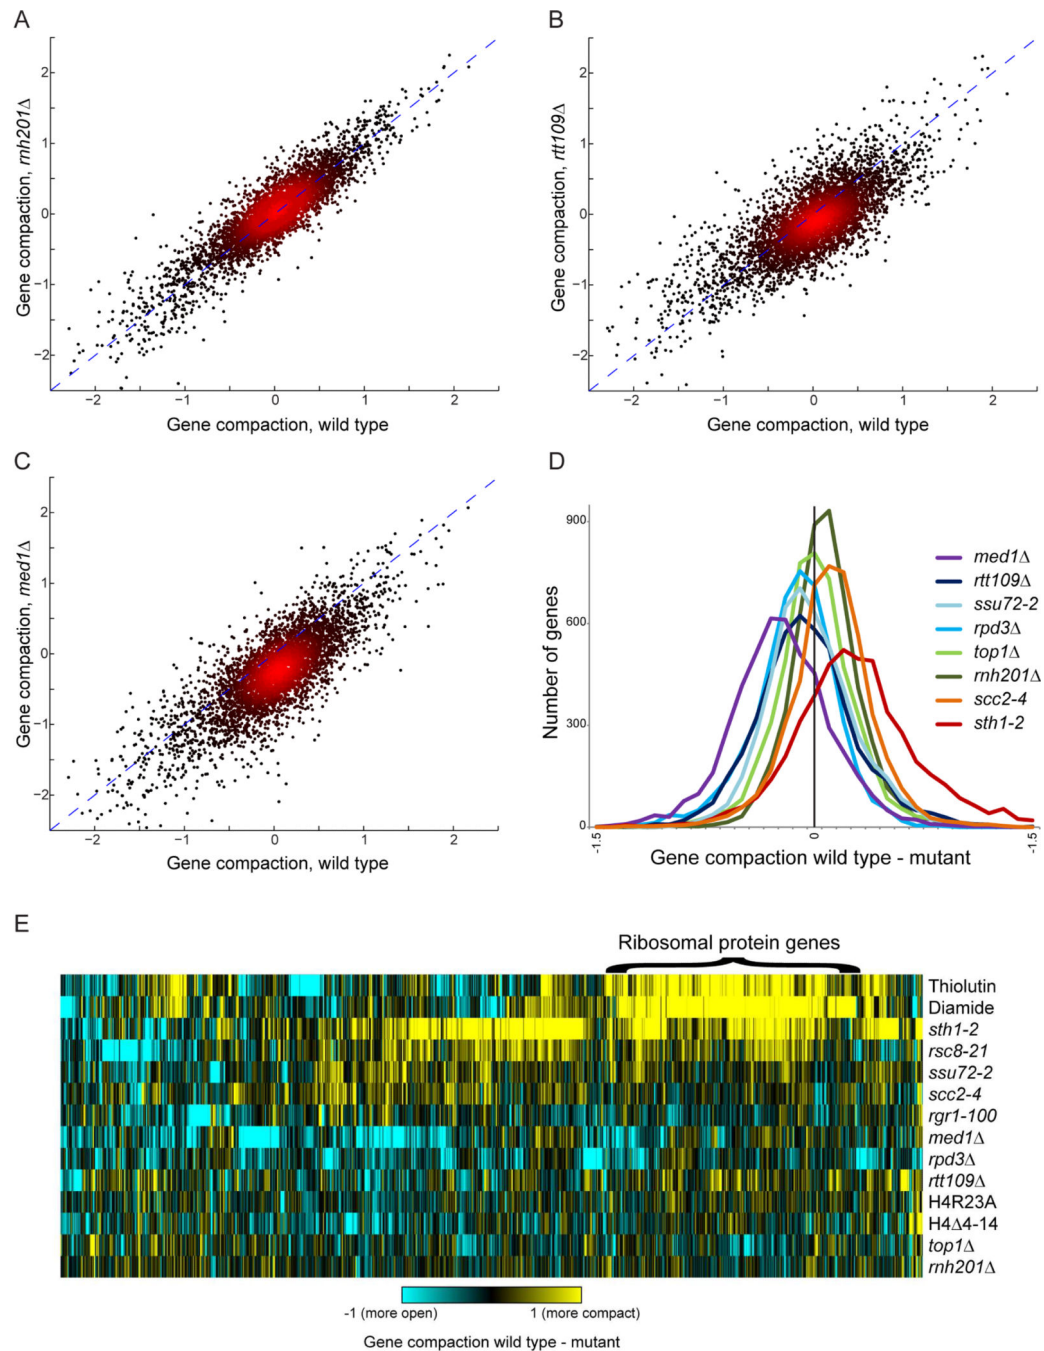 A
Gene compaction, rnh201Δ
2
1
0
−1
−2
−2
−1
0
1
2
Gene compaction, wild type
B
Gene compaction, rtt109Δ
2
1
0
−1
−2
−2
−1
0
1
2
Gene compaction, wild type
C
Gene compaction, med1Δ
2
1
0
−1
−2
−2
−1
0
1
2
Gene compaction, wild type
D
Number of genes
900
600
300
0
-1.5
0
-1.5
Gene compaction wild type - mutant
med1Δ
rtt109Δ
ssu72-2
rpd3Δ
top1Δ
rnh201Δ
scc2-4
sth1-2
E
Ribosomal protein genes
Thiolutin
Diamide
sth1-2
rsc8-21
ssu72-2
scc2-4
rgr1-100
med1Δ
rpd3Δ
rtt109Δ
H4R23A
H4Δ4-14
top1Δ
rnh201Δ
-1 (more open)
1 (more compact)
Gene compaction wild type - mutant